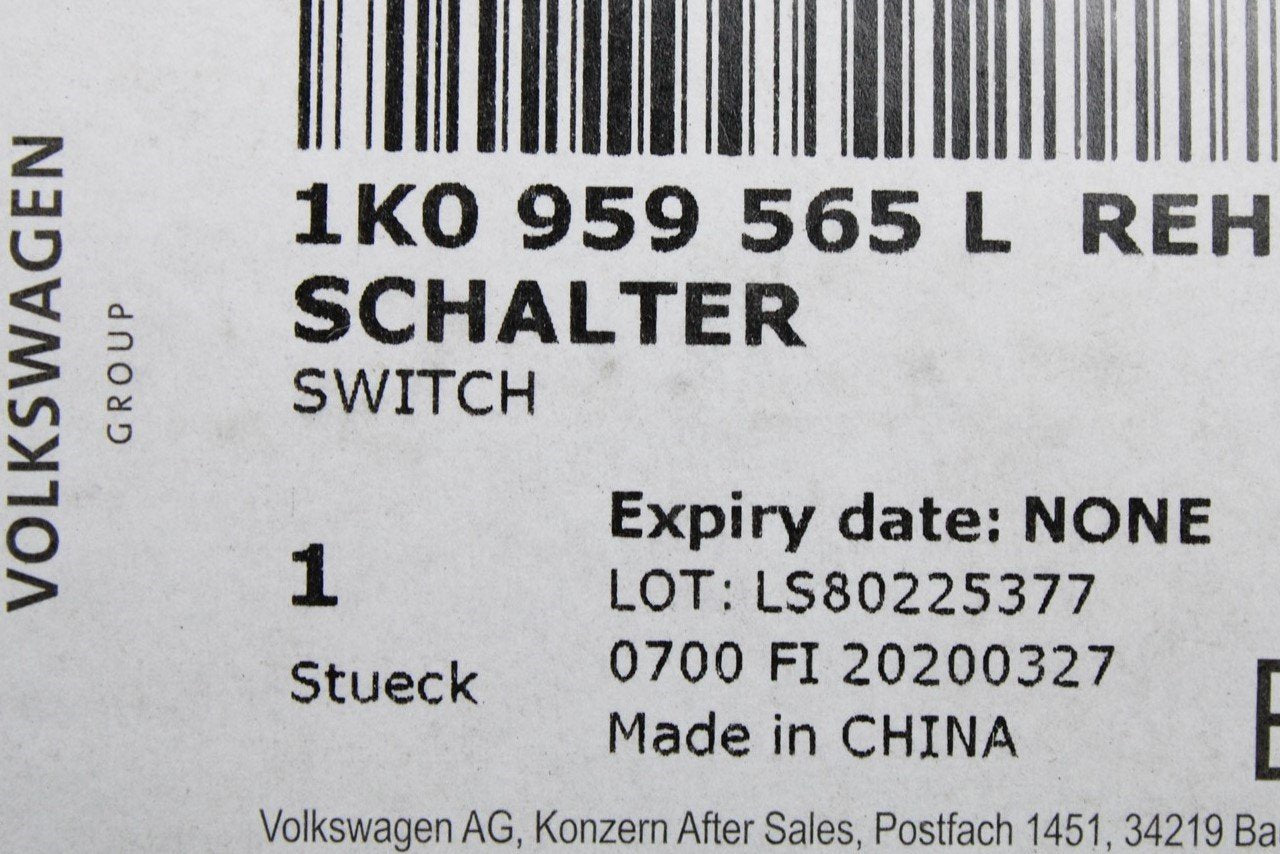 VOLKSWAGEN
GROUP
1K0 959 565 L REH
SCHALTER
SWITCH
1
Stueck
Expiry date: NONE
LOT: LS80225377
0700 FI 20200327
Made in CHINA
Volkswagen AG, Konzern After Sales, Postfach 1451, 34219 Ba